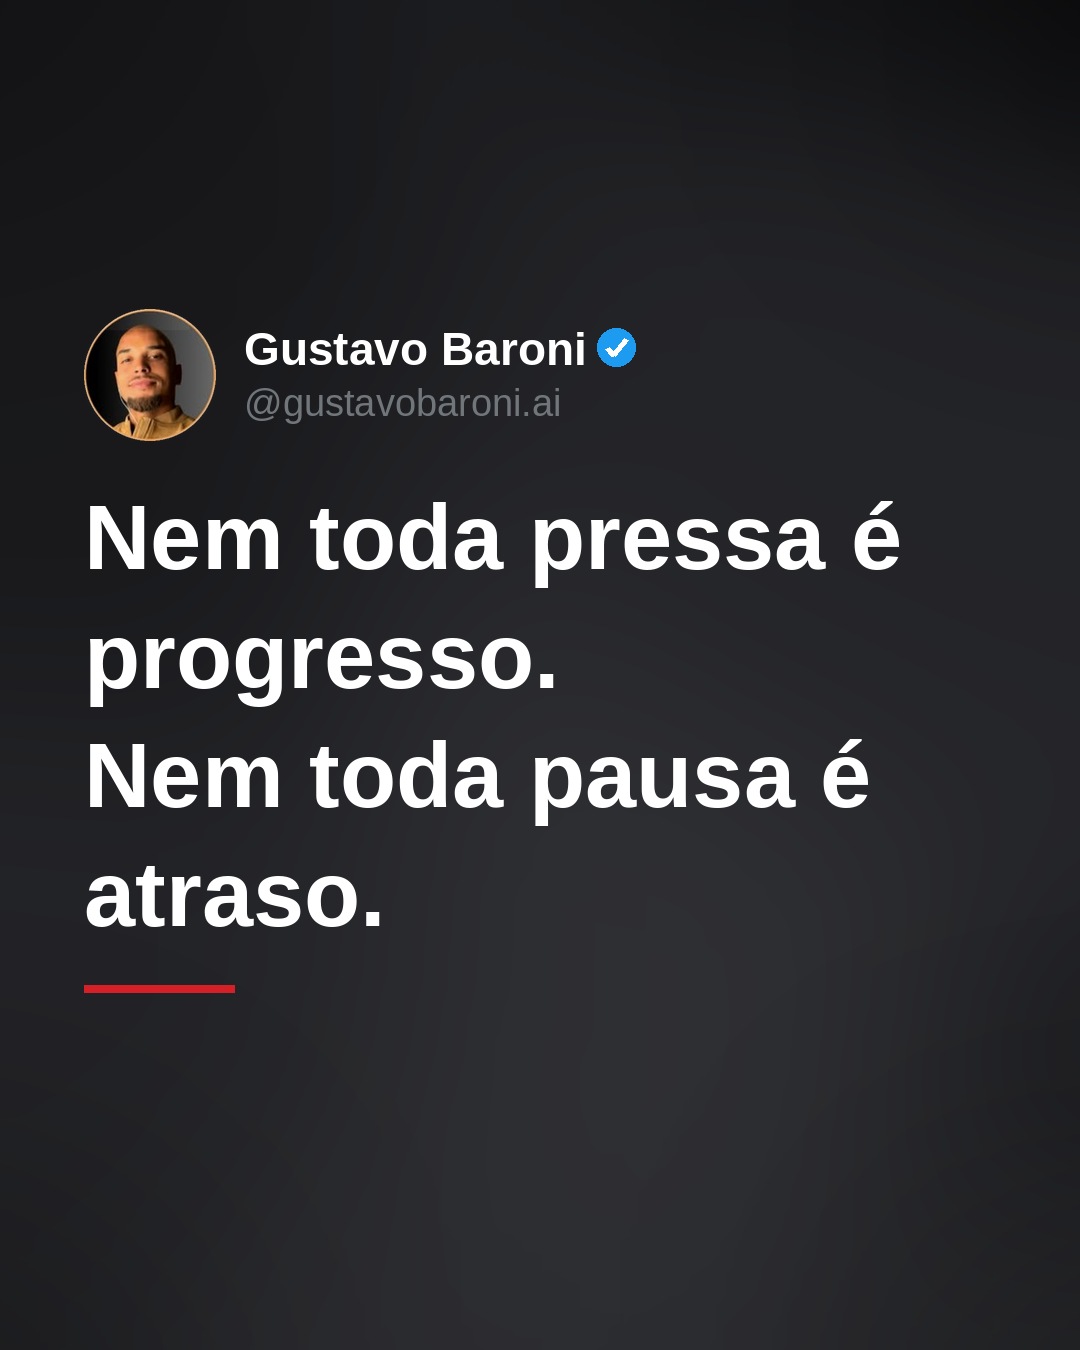 Gustavo Baroni
@gustavobaroni.ai
Nem toda pressa é
progresso.
Nem toda pausa é
atraso.